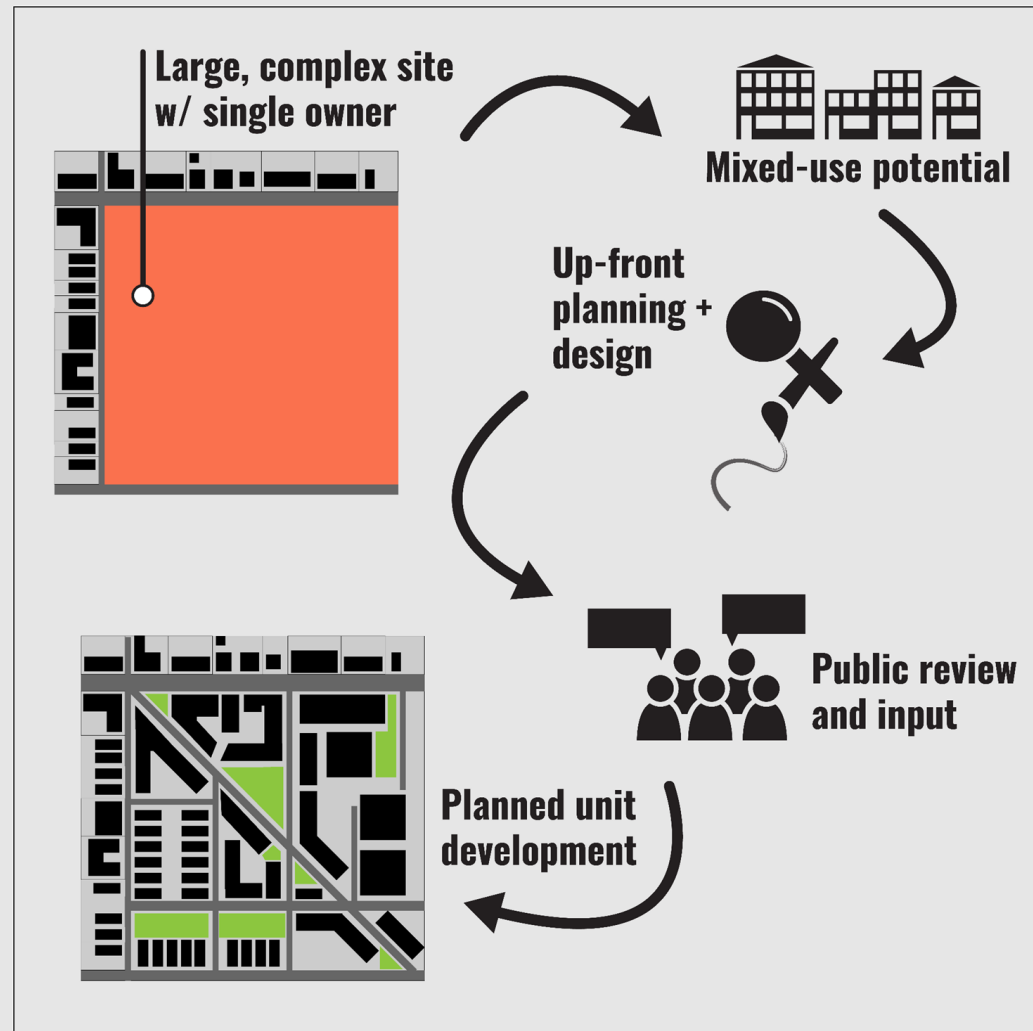 Large, complex site
w/ single owner
Mixed-use potential
Up-front
planning +
design
Public review
and input
Planned unit
development